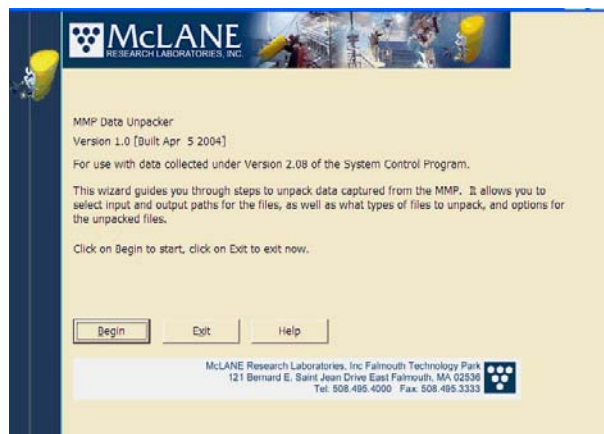 McLANE
RESEARCH LABORATORIES, INC.
MMP Data Unpacker
Version 1.0 [Built Apr  5 2004]
For use with data collected under Version 2.08 of the System Control Program.
This wizard guides you through steps to unpack data captured from the MMP.  It allows you to
select input and output paths for the files, as well as what types of files to unpack, and options for
the unpacked files.
Click on Begin to start, click on Exit to exit now.
Begin
Exit
Help
McLANE Research Laboratories, Inc Falmouth Technology Park
121 Bernard E. Saint Jean Drive East Falmouth, MA 02536
Tel: 508.495.4000  Fax: 508.495.3333